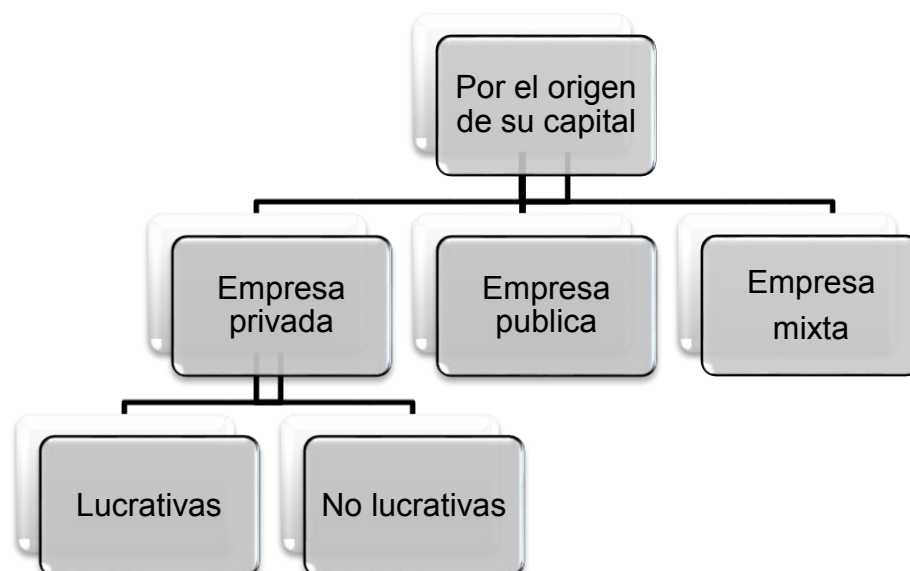 Por el origen
de su capital
Empresa
privada
Empresa
publica
Empresa
mixta
Lucrativas
No lucrativas